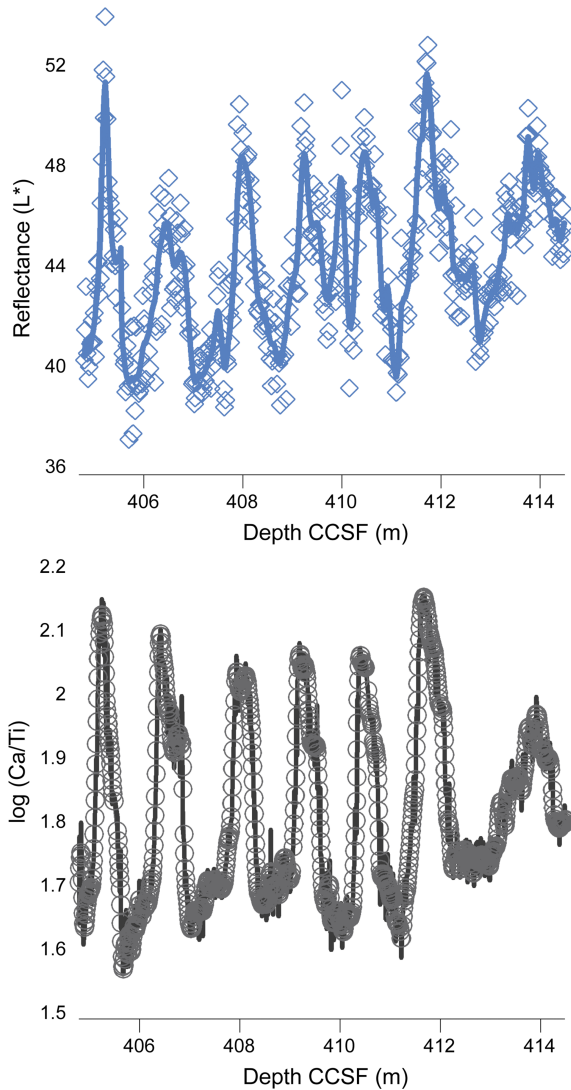 52
48
44
40
36
Reflectance (L*)
406 408 410 412 414
Depth CCSF (m)
2.2
2.1
2
1.9
1.8
1.7
1.6
1.5
log (Ca/Ti)
406 408 410 412 414
Depth CCSF (m)